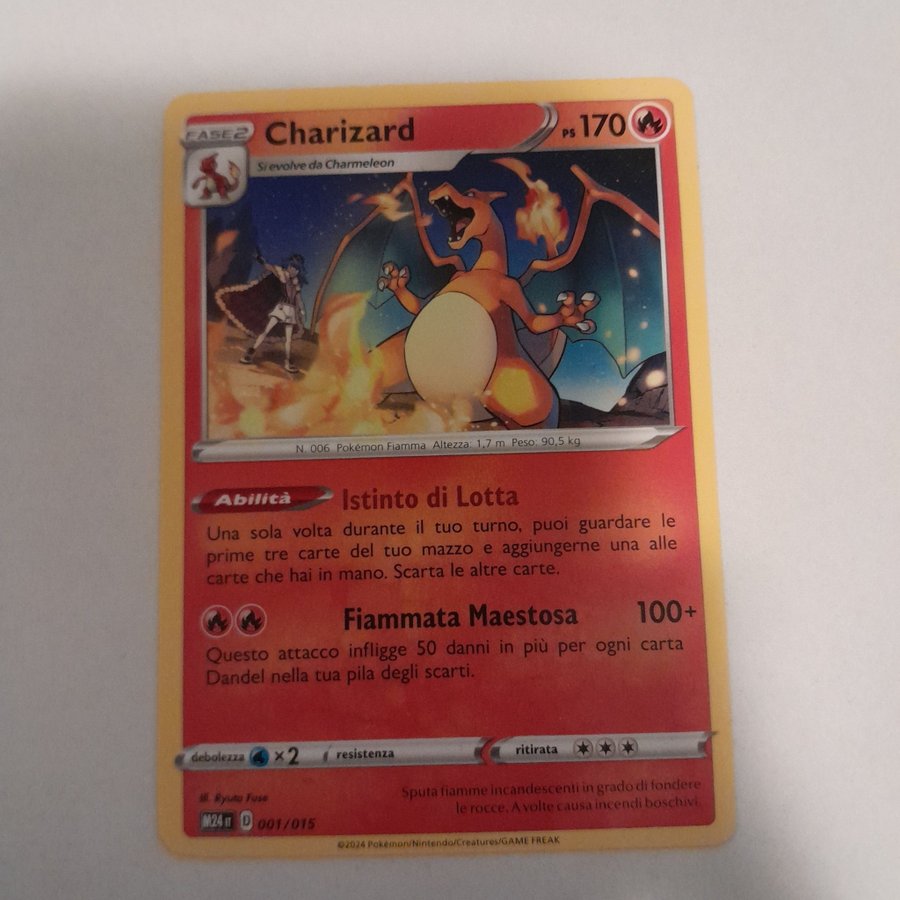 FASE 2
Charizard
PS 170
Si evolve da Charmeleon
N. 006 Pokémon Fiamma Altezza: 1,7 m Peso: 90,5 kg
Abilità Istinto di Lotta
Una sola volta durante il tuo turno, puoi guardare le
prime tre carte del tuo mazzo e aggiungerne una alle
carte che hai in mano. Scarta le altre carte.
Fiammata Maestosa 100+
Questo attacco infligge 50 danni in più per ogni carta
Dandel nella tua pila degli scarti.
debolezza ×2 resistenza ritirata
Sputa fiamme incandescenti in grado di fondere
le rocce. A volte causa incendi boschivi.
ill. Ryuta Fuse
M24 IT D 001/015
©2024 Pokémon/Nintendo/Creatures/GAME FREAK